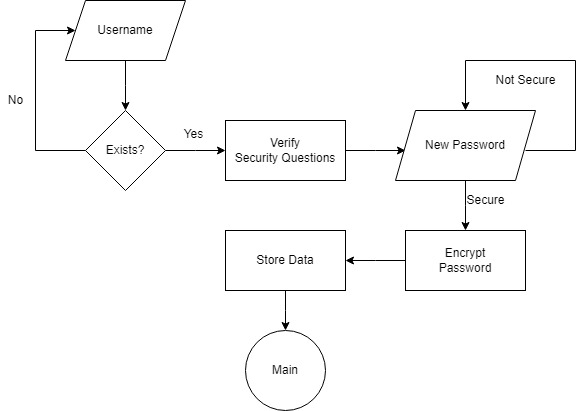 Username
No
Exists?
Yes
Verify
Security Questions
New Password
Not Secure
Secure
Encrypt
Password
Store Data
Main